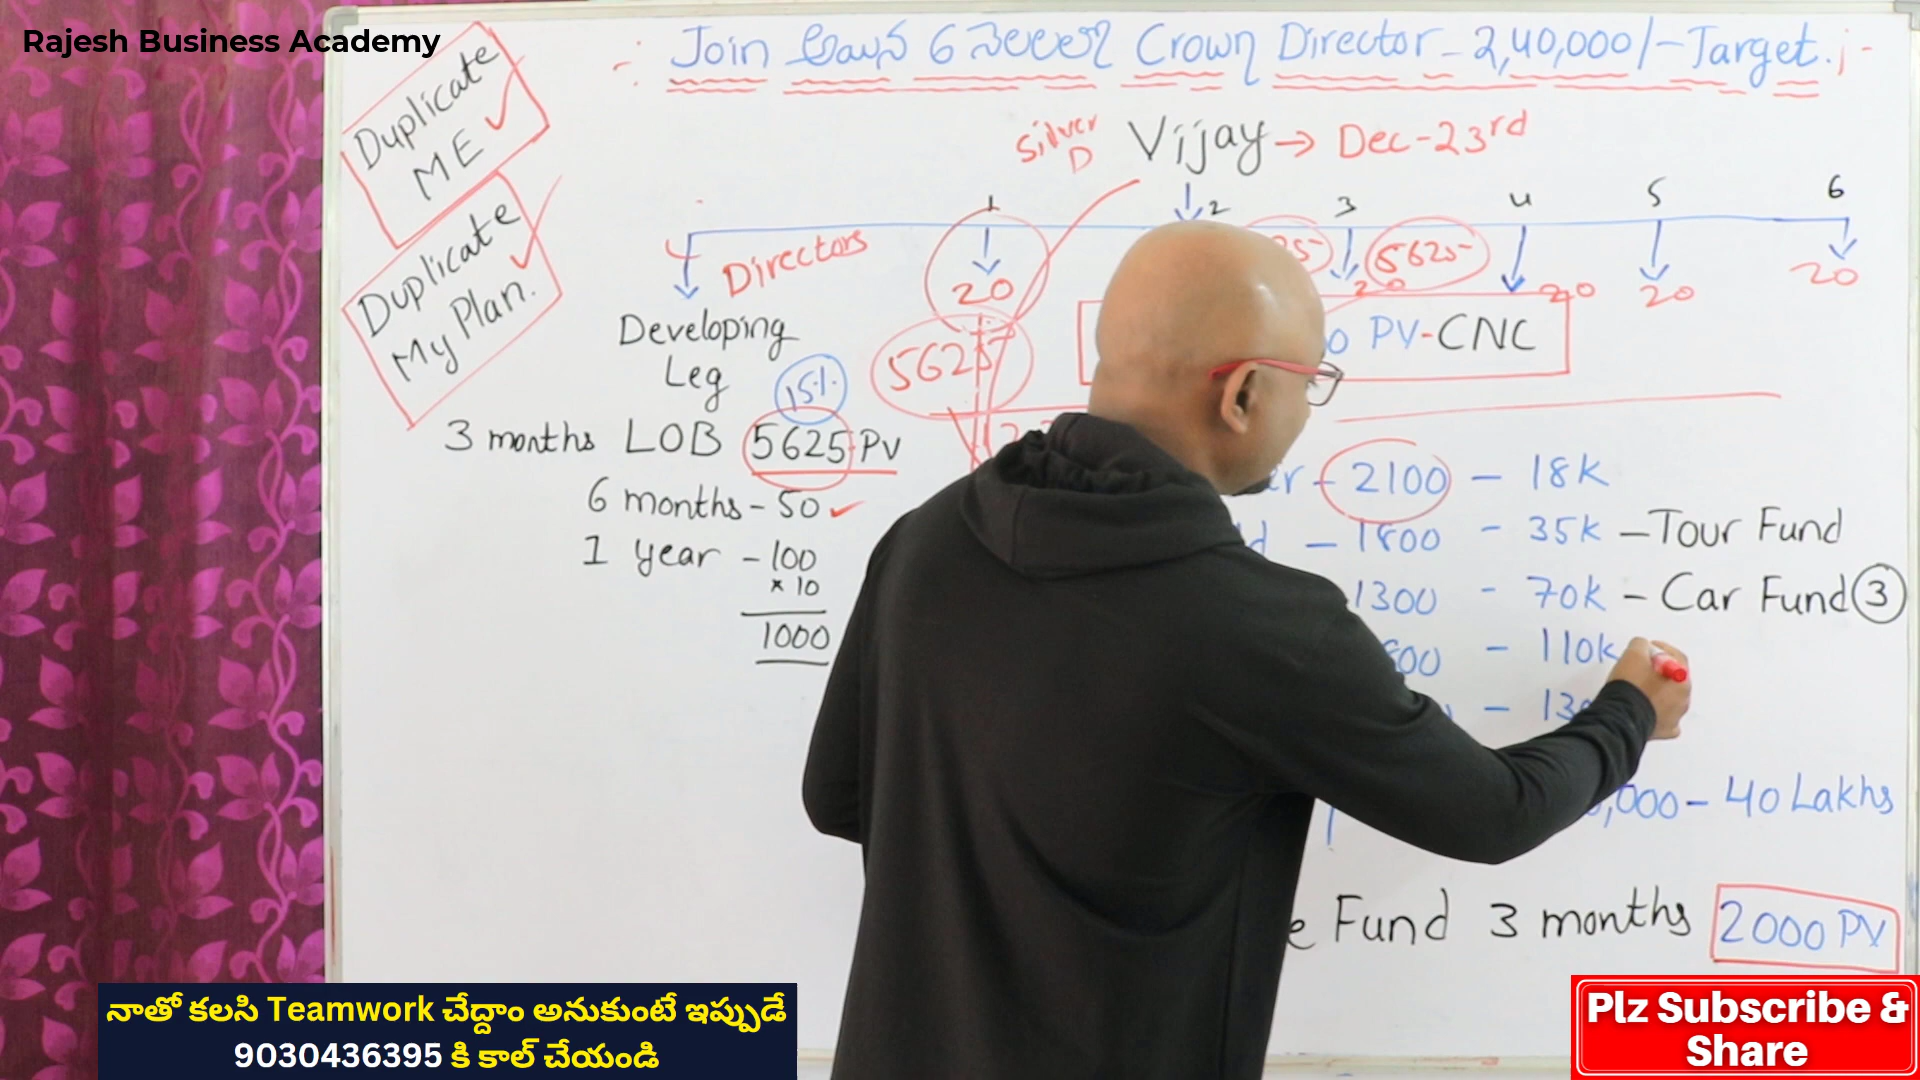 Rajesh Business Academy
Join అయిన 6 నెలలలో Crown Director - 2,40,000/- Target.
Duplicate
ME
Duplicate
My Plan.
Silver
D
Vijay → Dec-23rd
1 2 3 4 5 6
Directors
5625
20 20 20 20 20
Developing
Leg
5625
PV-CNC
15%
3 months LOB 5625 PV
6 months - 50
1 year - 100
* 10
1000
2100 - 18K
- 1800 - 35K - Tour Fund
1300 - 70K - Car Fund 3
- 110K
- 40 Lakhs
Fund 3 months 2000 PV
నాతో కలసి Teamwork చేద్దాం అనుకుంటే ఇప్పుడే
9030436395 కి కాల్ చేయండి
Plz Subscribe &
Share